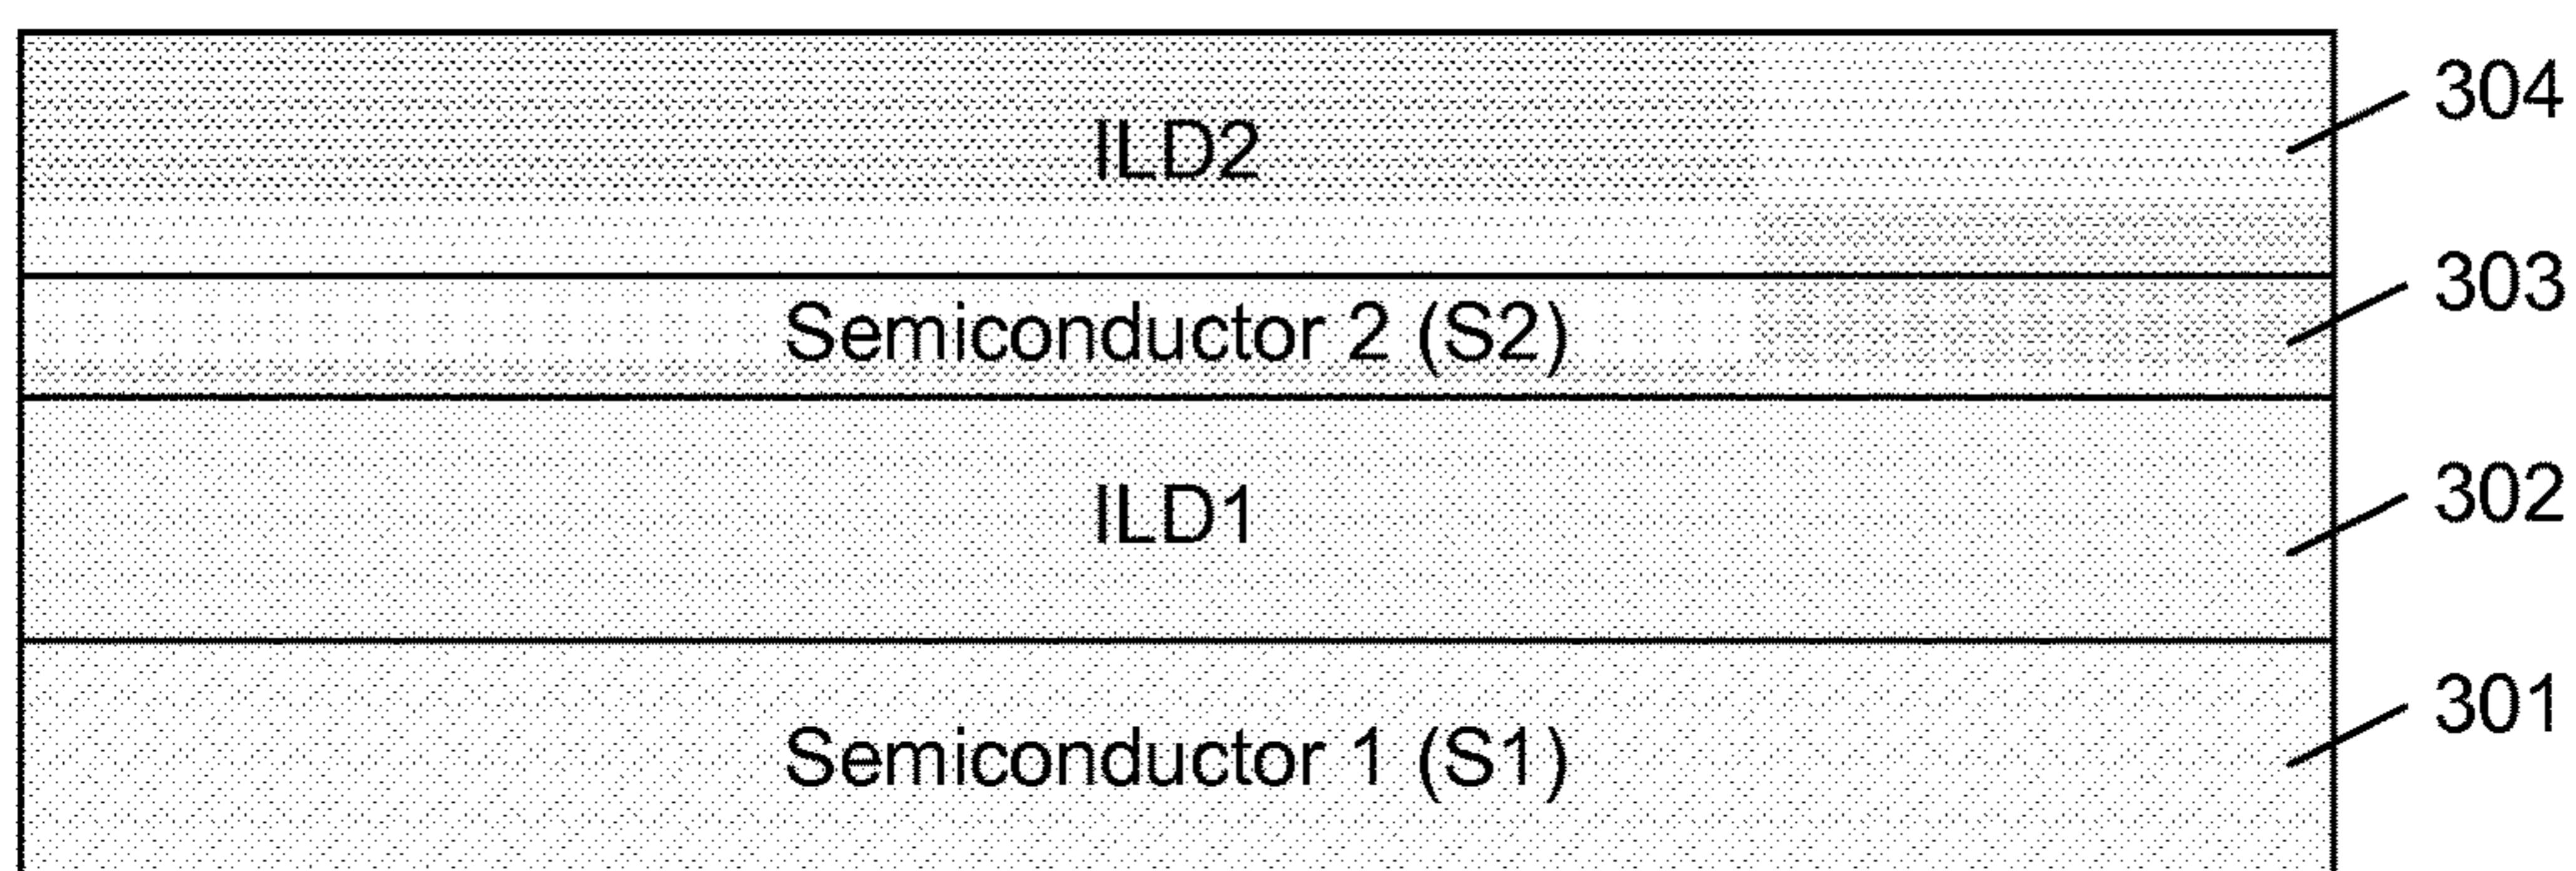 304
ILD2
303
Semiconductor 2 (S2)
302
ILD1
301
Semiconductor 1 (S1)